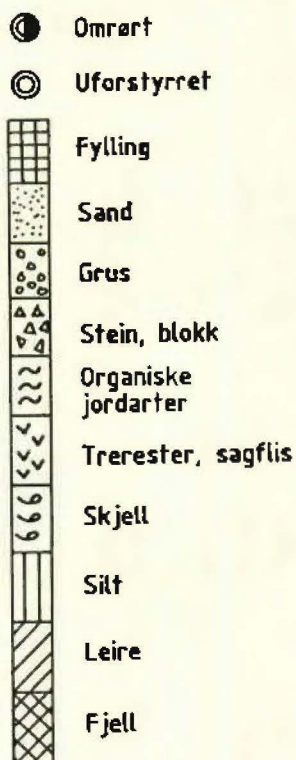 Omrørt
Uforstyrret
Fylling
Sand
Grus
Stein, blokk
Organiske
jordarter
Trerester, sagflis
Skjell
Silt
Leire
Fjell